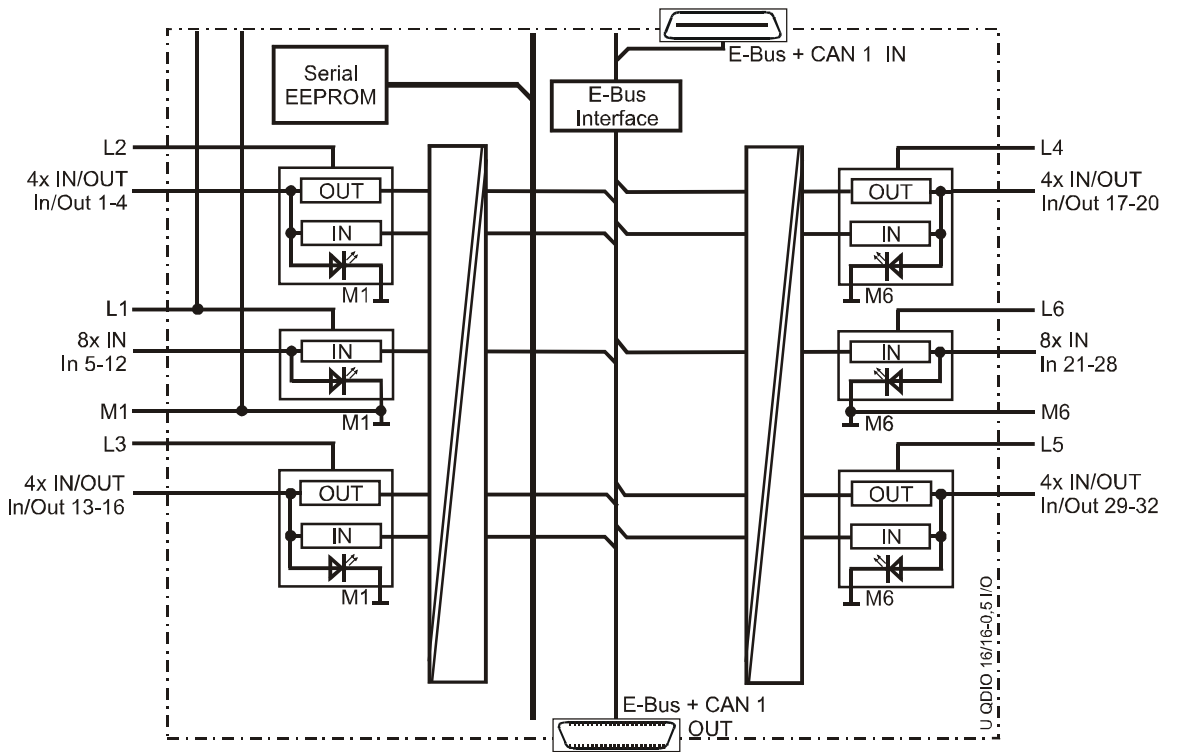 E-Bus + CAN 1 IN
Serial
EEPROM
E-Bus
Interface
L2
4x IN/OUT
In/Out 1-4
OUT
IN
M1
L4
4x IN/OUT
In/Out 17-20
OUT
IN
M6
L1
8x IN
In 5-12
IN
M1
M1
L6
8x IN
In 21-28
IN
M6
M6
L3
4x IN/OUT
In/Out 13-16
OUT
IN
M1
L5
4x IN/OUT
In/Out 29-32
OUT
IN
M6
U QDIO 16/16-0,5 I/O
E-Bus + CAN 1
OUT